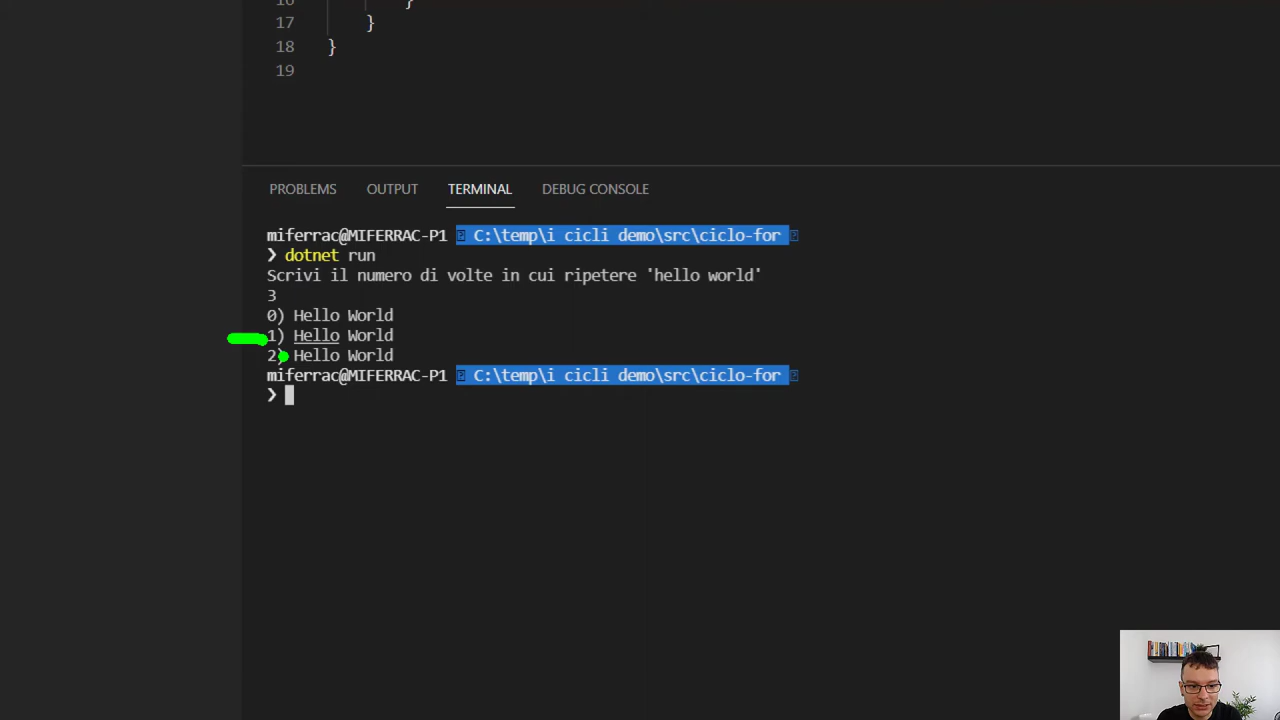 16 }
17 }
18 }
19
PROBLEMS OUTPUT TERMINAL DEBUG CONSOLE
miferrac@MIFERRAC-P1 C:\temp\i cicli demo\src\ciclo-for
❯ dotnet run
Scrivi il numero di volte in cui ripetere 'hello world'
3
0) Hello World
1) Hello World
2) Hello World
miferrac@MIFERRAC-P1 C:\temp\i cicli demo\src\ciclo-for
❯